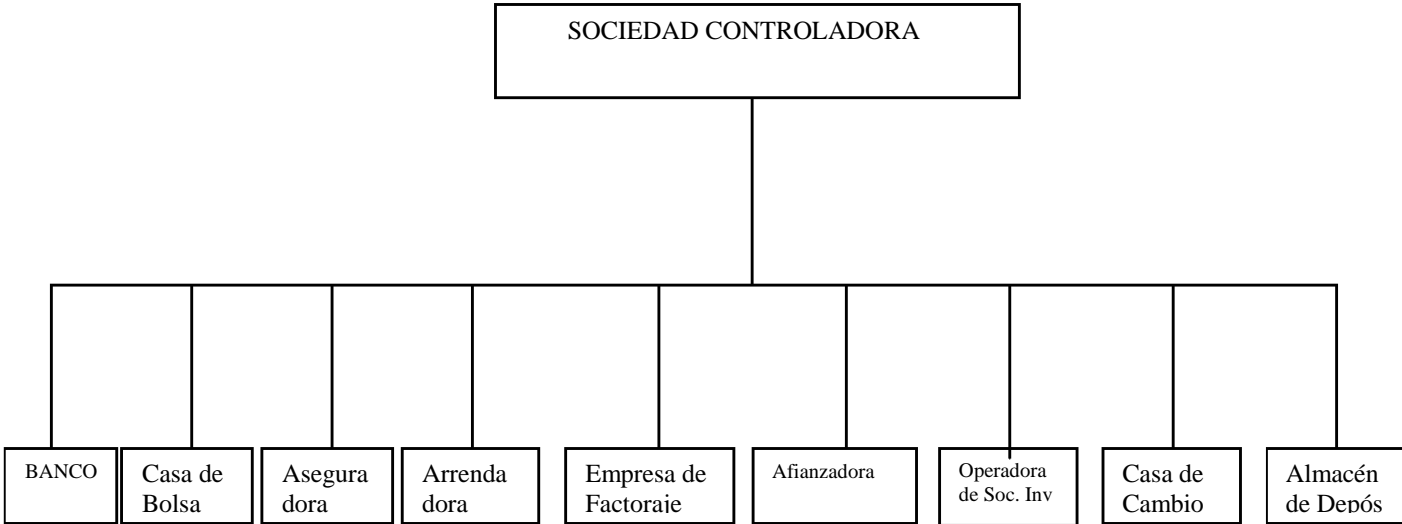 SOCIEDAD CONTROLADORA
BANCO
Casa de
Bolsa
Asegura
dora
Arrenda
dora
Empresa de
Factoraje
Afianzadora
Operadora
de Soc. Inv
Casa de
Cambio
Almacén
de Depós